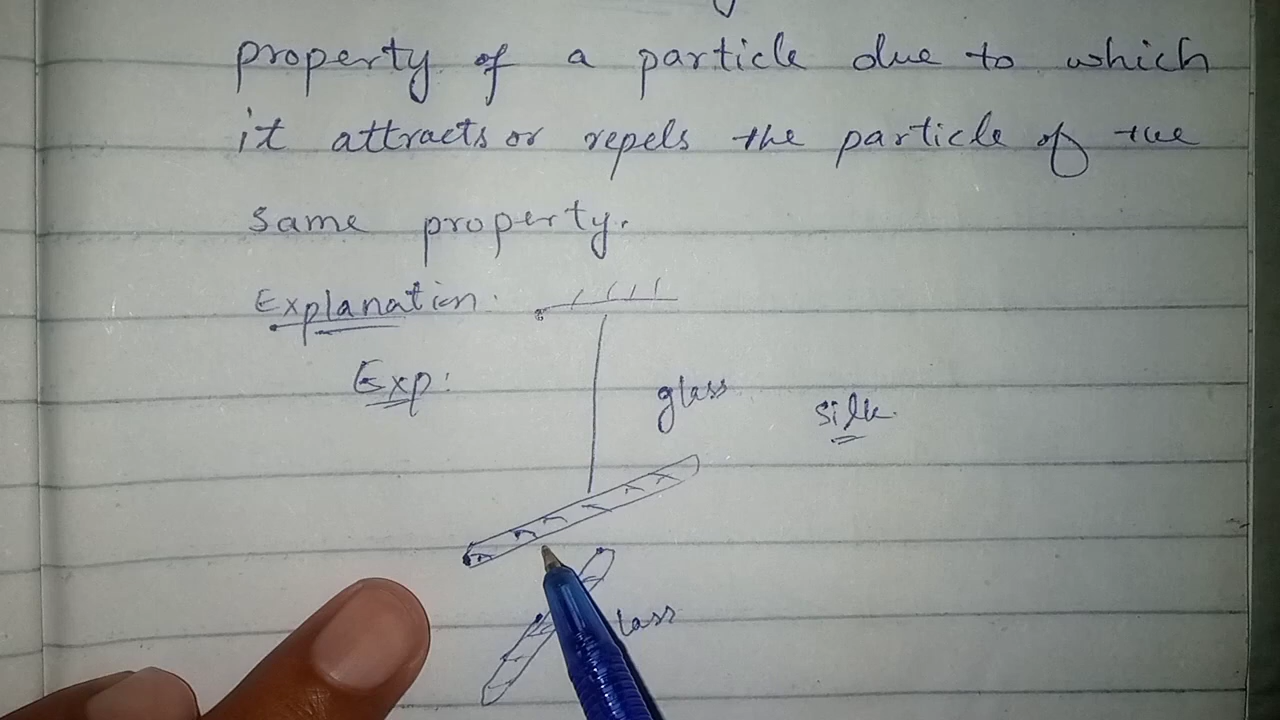 property of a particle due to which
it attracts or repels the particle of the
same property.
Explanation:
Exp:
glass
silk.
lass